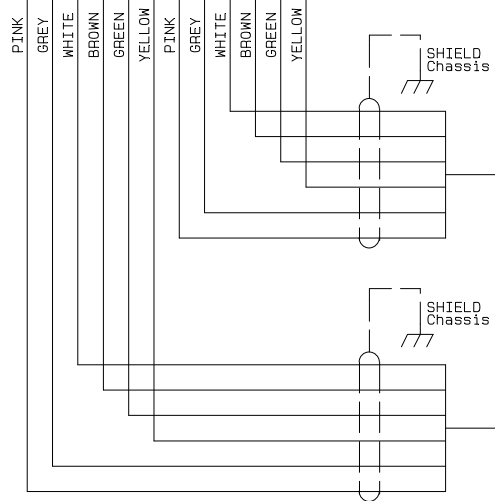 PINK
GREY
WHITE
BROWN
GREEN
YELLOW
PINK
GREY
WHITE
BROWN
GREEN
YELLOW
SHIELD
Chassis
SHIELD
Chassis